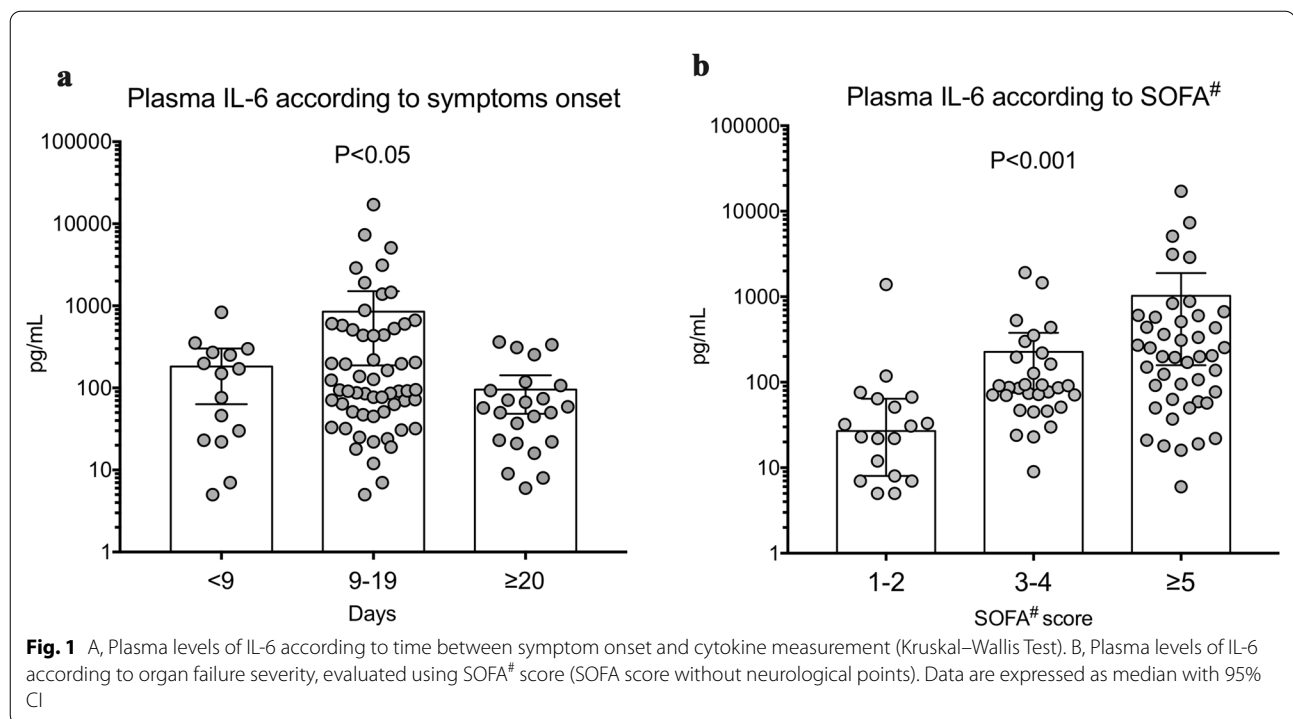 a
Plasma IL-6 according to symptoms onset
P<0.05
100000
10000
1000
100
10
1
pg/mL
<9 9-19 ≥20
Days
b
Plasma IL-6 according to SOFA#
P<0.001
100000
10000
1000
100
10
1
pg/mL
1-2 3-4 ≥5
SOFA# score
Fig. 1 A, Plasma levels of IL-6 according to time between symptom onset and cytokine measurement (Kruskal–Wallis Test). B, Plasma levels of IL-6
according to organ failure severity, evaluated using SOFA# score (SOFA score without neurological points). Data are expressed as median with 95%
CI